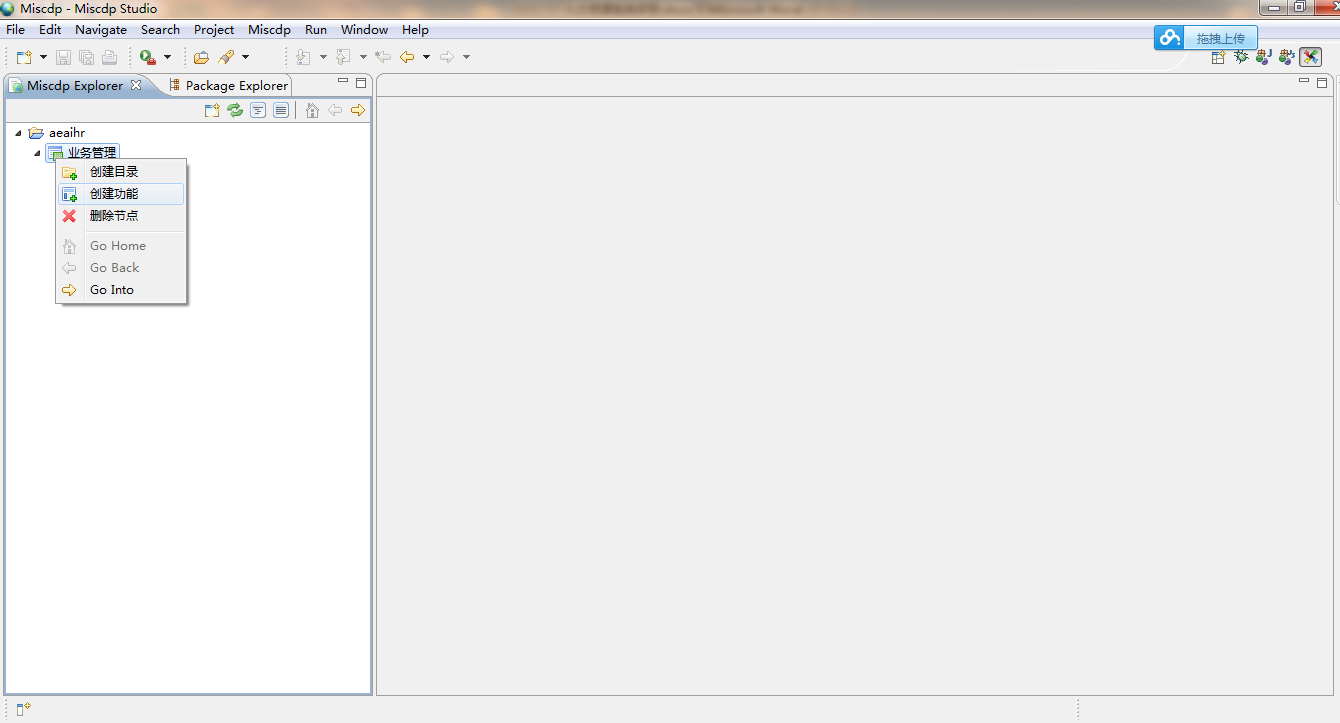 Miscdp - Miscdp Studio
File Edit Navigate Search Project Miscdp Run Window Help
拖拽上传
Miscdp Explorer Package Explorer
aeaihr
业务管理
创建目录
创建功能
删除节点
Go Home
Go Back
Go Into